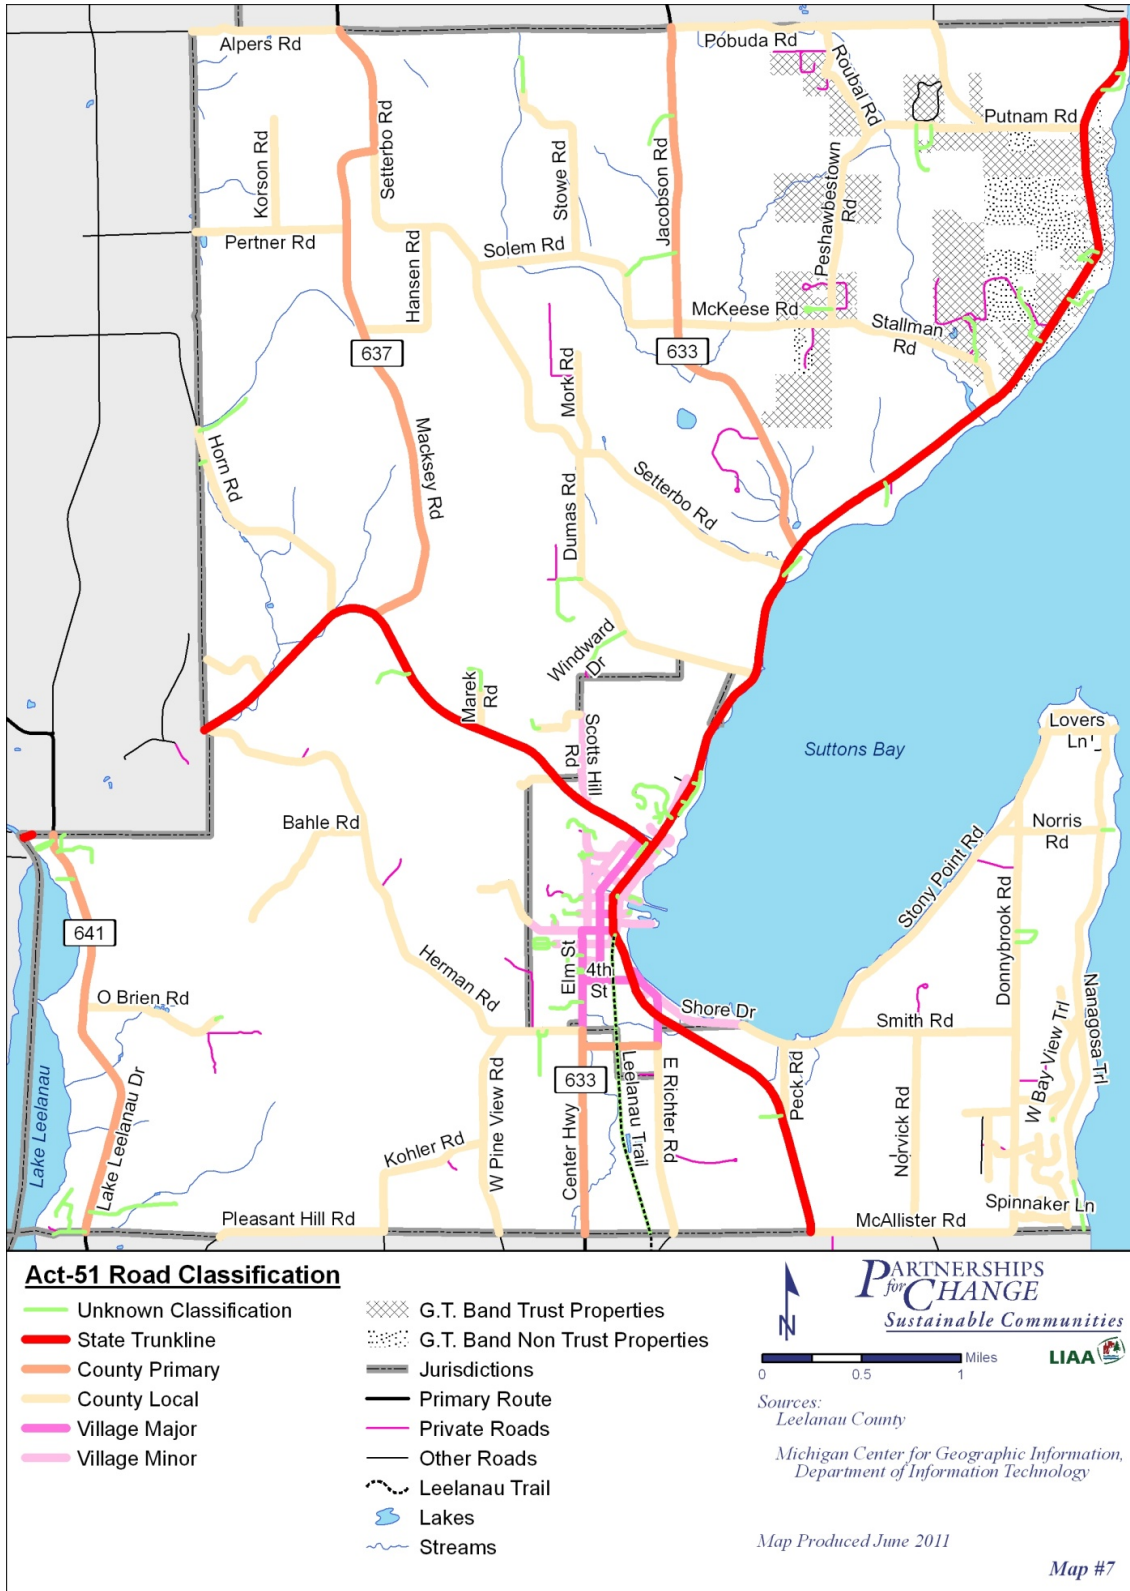 Alpers Rd
Pobuda Rd
Roubal Rd
Putnam Rd
Setterbo Rd
Korson Rd
Stowe Rd
Jacobson Rd
Peshawbestown
Rd
Pertner Rd
Hansen Rd
Solem Rd
McKeese Rd
Stallman
Rd
637
633
Mork Rd
Macksey Rd
Horn Rd
Dumas Rd
Setterbo Rd
Windward
Dr
Marek
Rd
Scotts Hill
Rd
Suttons Bay
Lovers
Ln
Bahle Rd
Norris
Rd
Stony Point Rd
Donnybrook Rd
641
Herman Rd
Elm St
4th
St
O Brien Rd
Shore Dr
Smith Rd
Nanagosa Trl
W Bay-View Trl
Lake Leelanau
Lake Leelanau Dr
W Pine View Rd
633
Center Hwy
Leelanau Trail
E Richter Rd
Peck Rd
Norvick Rd
Kohler Rd
Pleasant Hill Rd
McAllister Rd
Spinnaker Ln
Act-51 Road Classification
Unknown Classification
State Trunkline
County Primary
County Local
Village Major
Village Minor
G.T. Band Trust Properties
G.T. Band Non Trust Properties
Jurisdictions
Primary Route
Private Roads
Other Roads
Leelanau Trail
Lakes
Streams
N
PARTNERSHIPS
for CHANGE
Sustainable Communities
Miles
0 0.5 1
LIAA
Sources:
Leelanau County
Michigan Center for Geographic Information,
Department of Information Technology
Map Produced June 2011
Map #7